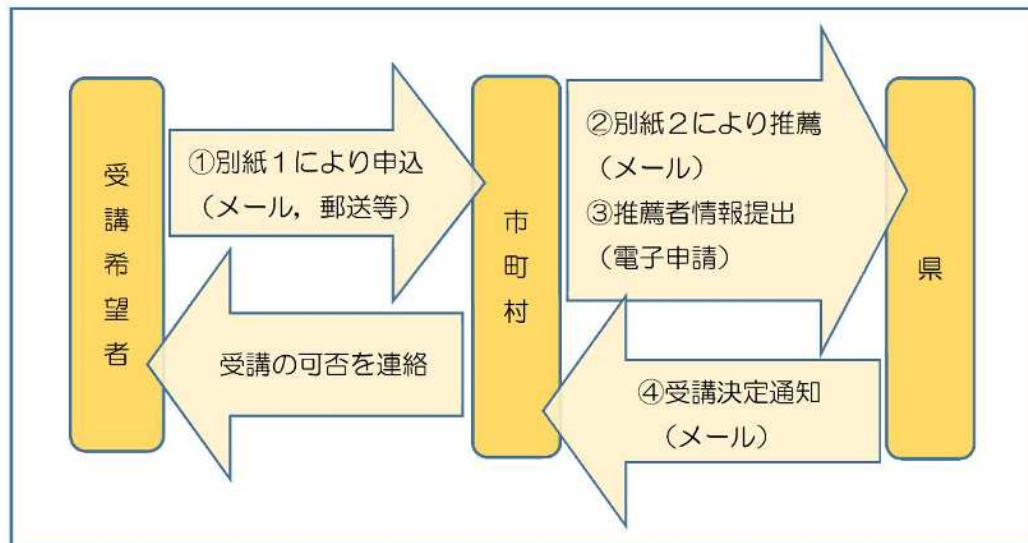 受講希望者
①別紙１により申込
（メール，郵送等）
市町村
②別紙２により推薦
（メール）
③推薦者情報提出
（電子申請）
県
④受講決定通知
（メール）
受講の可否を連絡